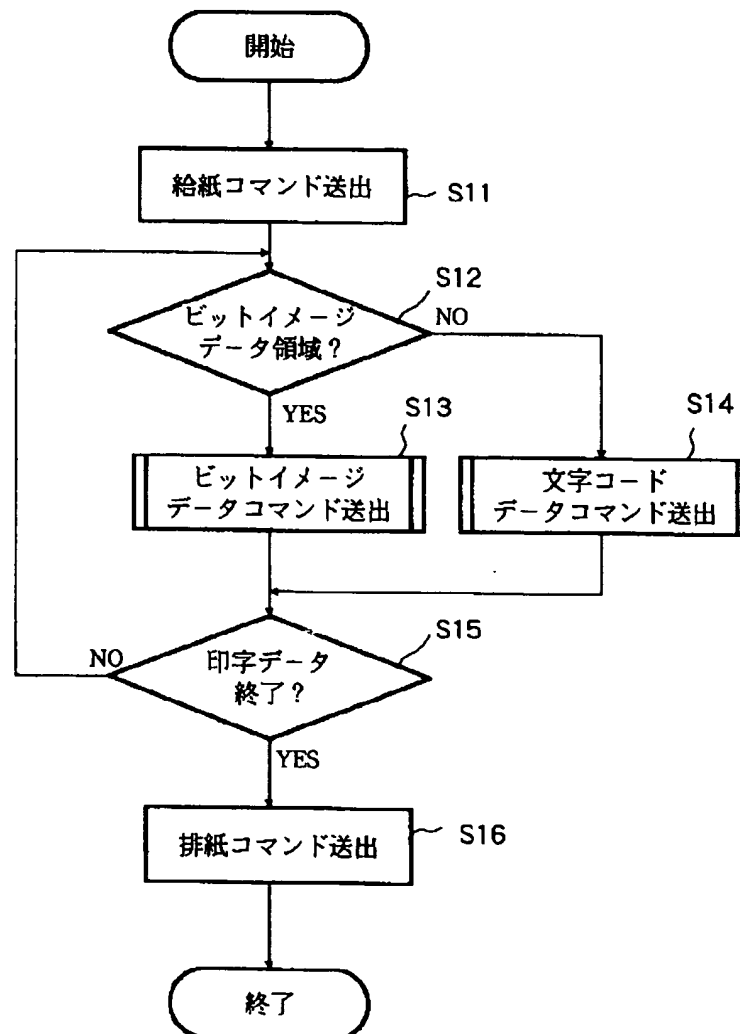 開始
給紙コマンド送出
S11
S12
ビットイメージ
データ領域?
NO
YES
S13
S14
ビットイメージ
データコマンド送出
文字コード
データコマンド送出
S15
印字データ
終了?
NO
YES
排紙コマンド送出
S16
終了